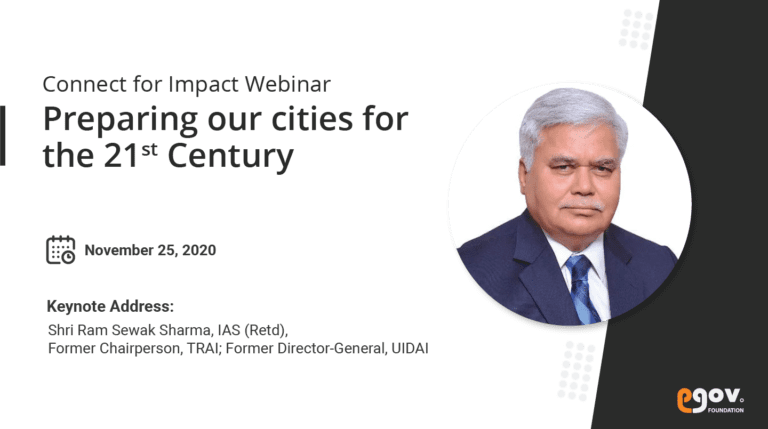 Connect for Impact Webinar
Preparing our cities for
the 21st Century
November 25, 2020
Keynote Address:
Shri Ram Sewak Sharma, IAS (Retd),
Former Chairperson, TRAI; Former Director-General, UIDAI
egov.
FOUNDATION